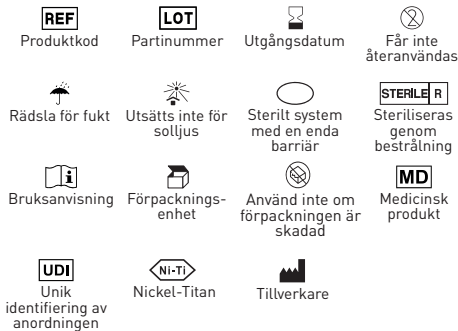 REF
Produktkod
LOT
Partinummer
Utgångsdatum
2
Får inte
återanvändas
Rädsla för fukt
Utsätts inte för
solljus
Sterilt system
med en enda
barriär
STERILE R
Steriliseras
genom
bestrålning
i
Bruksanvisning
Förpacknings-
enhet
Använd inte om
förpackningen är
skadad
MD
Medicinsk
produkt
UDI
Unik
identifiering av
anordningen
Ni-Ti
Nickel-Titan
Tillverkare